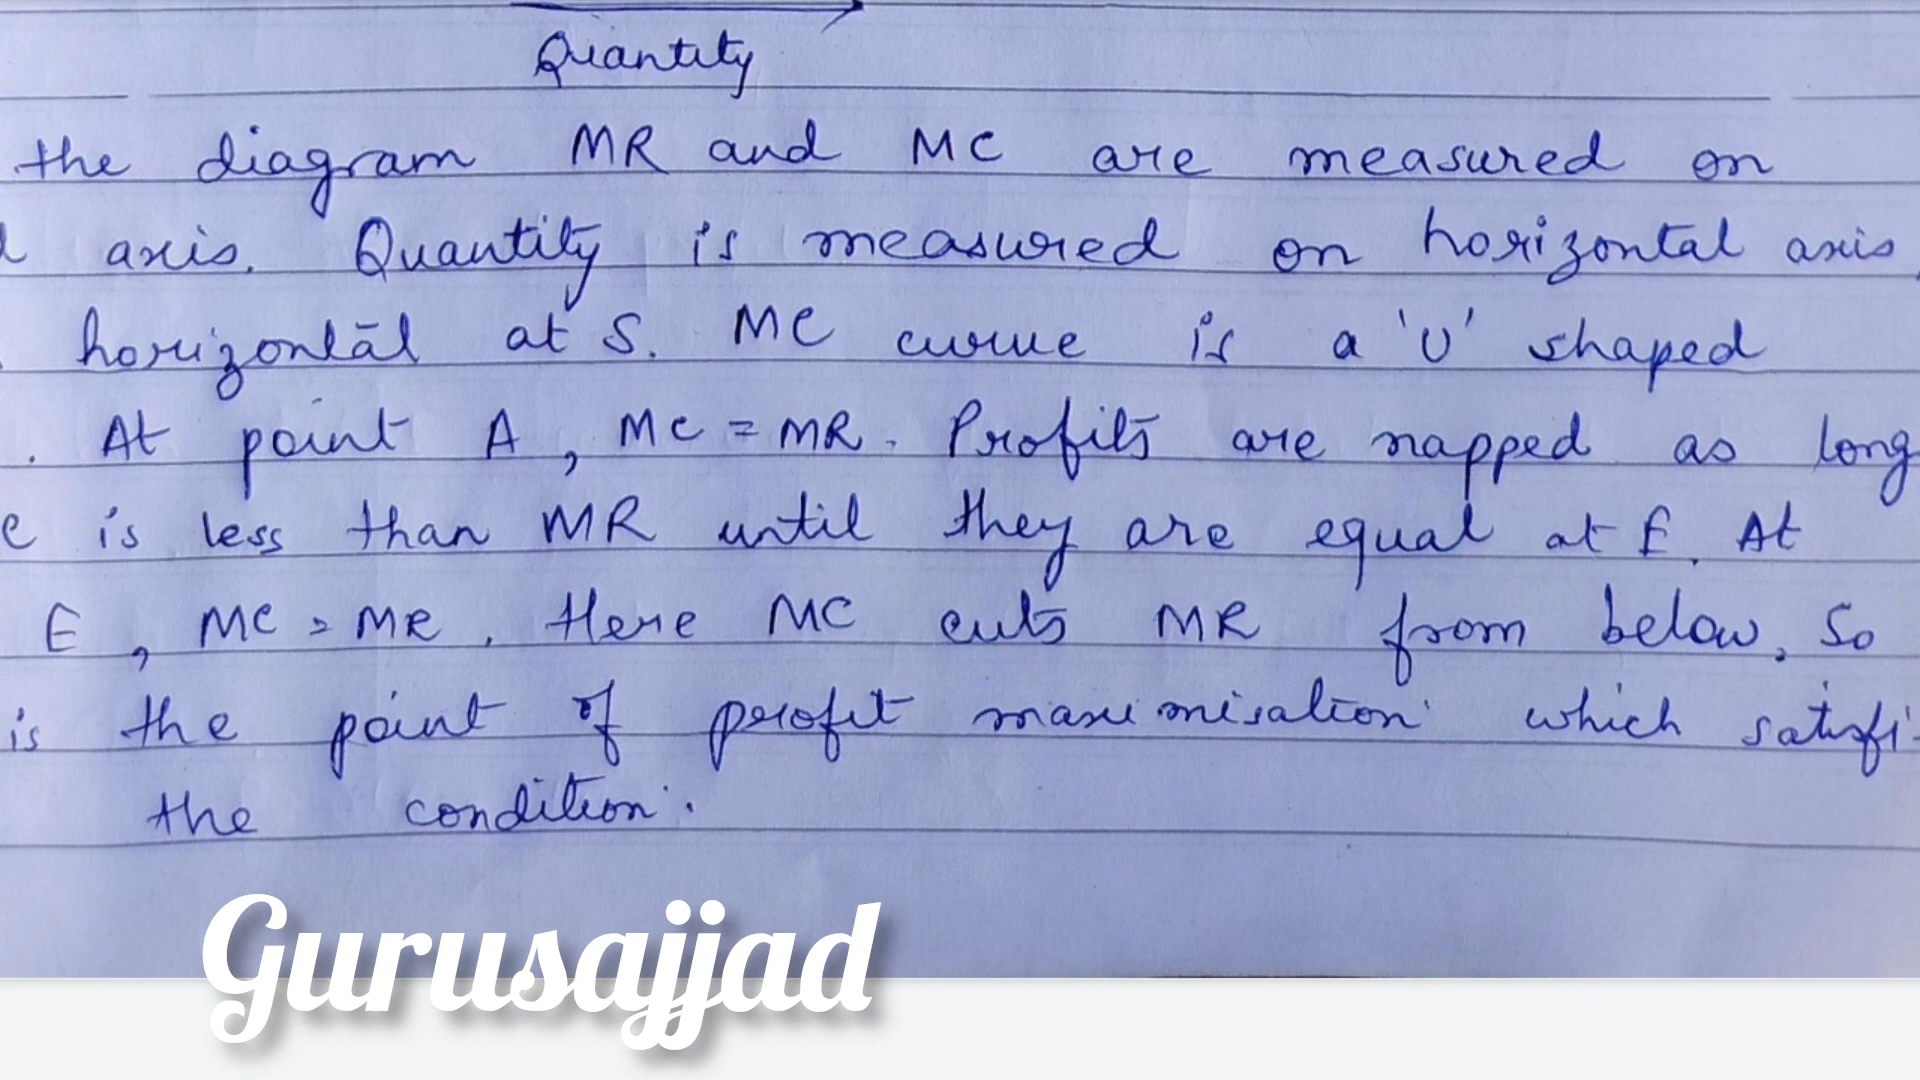 Quantity
the diagram MR and MC are measured on
axis. Quantity is measured on horizontal axis,
horizontal at S. MC curve is a 'U' shaped
. At point A, MC = MR. Profits are rapped as long
C is less than MR until they are equal at E. At
E, MC = MR. Here MC cuts MR from below. So
is the point of profit maximisation which satisfi-
the condition.
Gurusajjad